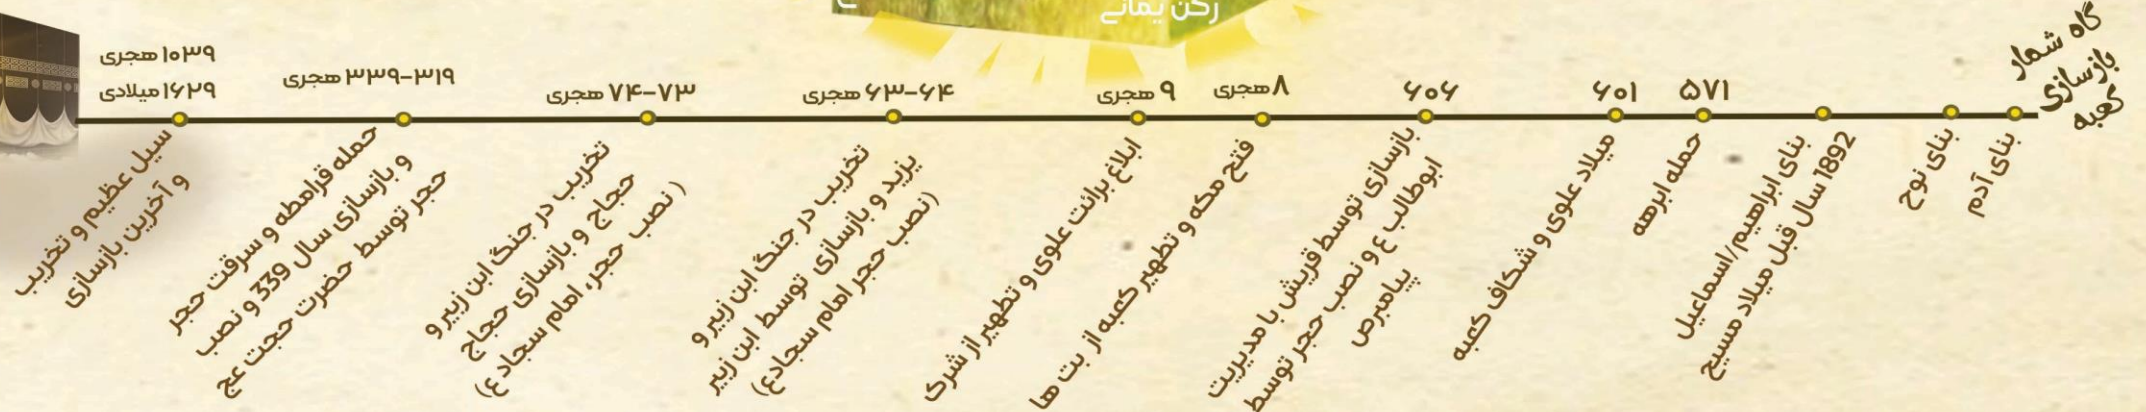 رکن یمانی
گاه شمار
بازسازی
کعبه
بنای آدم
بنای نوح
بنای ابراهیم/اسماعیل
1892 سال قبل میلاد مسیح
۵۷۱
حمله ابرهه
۶۰۱
میلاد علوی و شکاف کعبه
۶۰۶
بازسازی توسط قریش با مدیریت
ابوطالب ع و نصب حجر توسط
پیامبرص
۸ هجری
فتح مکه و تطهیر کعبه از بت ها
۹ هجری
ابلاغ برائت علوی و تطهیر از شرک
۶۳-۶۴ هجری
تخریب در جنگ ابن زبیر و
یزید و بازسازی توسط ابن زبیر
(نصب حجر امام سجادع)
۷۳-۷۴ هجری
تخریب در جنگ ابن زبیر و
حجاج و بازسازی حجاج
( نصب حجر، امام سجاد ع)
۳۱۹-۳۳۹ هجری
حمله قرامطه و سرقت حجر
و بازسازی سال 339 و نصب
حجر توسط حضرت حجت عج
۱۰۳۹ هجری
۱۶۲۹ میلادی
سیل عظیم و تخریب
و آخرین بازسازی